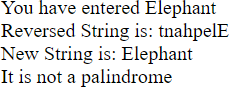 You have entered Elephant
Reversed String is: tnahpelE
New String is: Elephant
It is not a palindrome